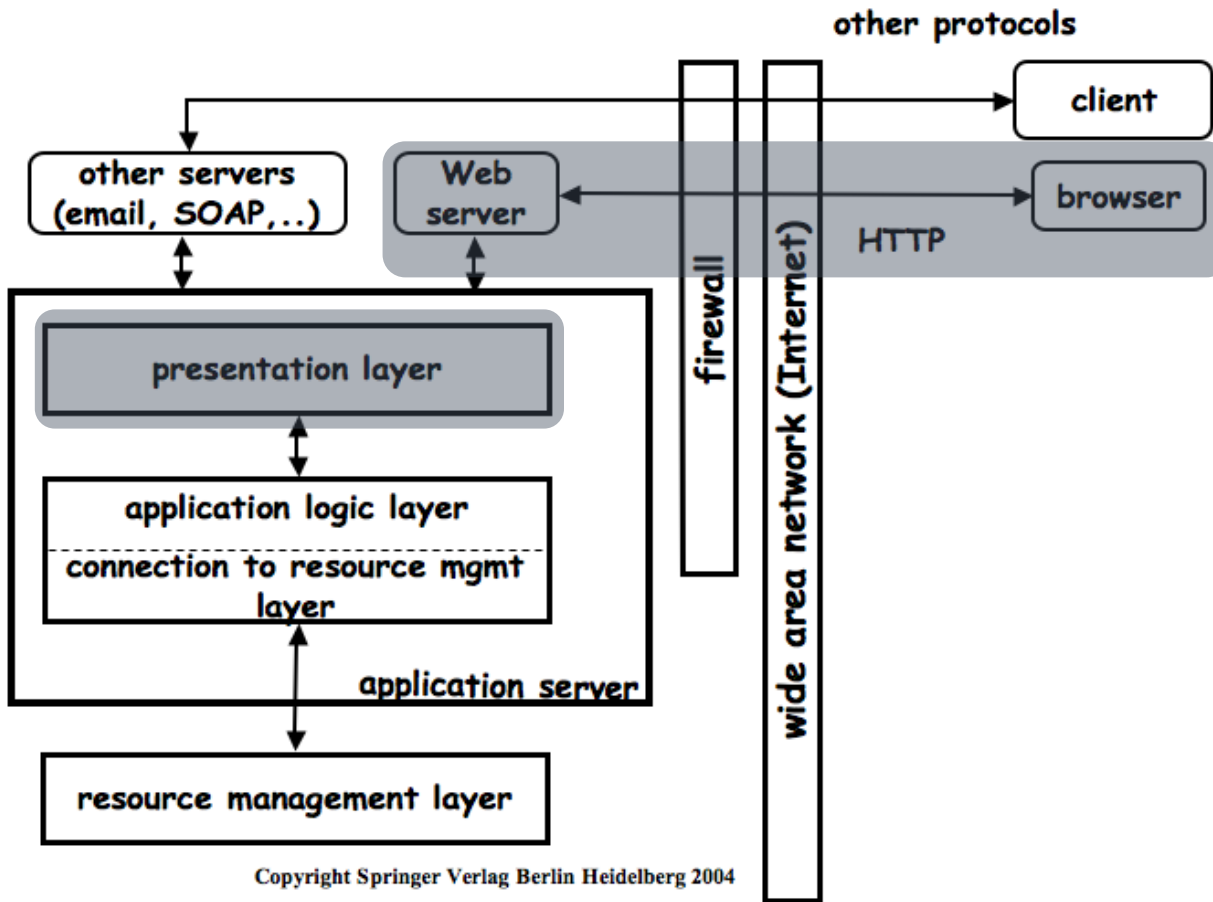 other protocols
client
other servers
(email, SOAP,..)
Web
server
browser
HTTP
firewall
wide area network (Internet)
presentation layer
application logic layer
connection to resource mgmt
layer
application server
resource management layer
Copyright Springer Verlag Berlin Heidelberg 2004